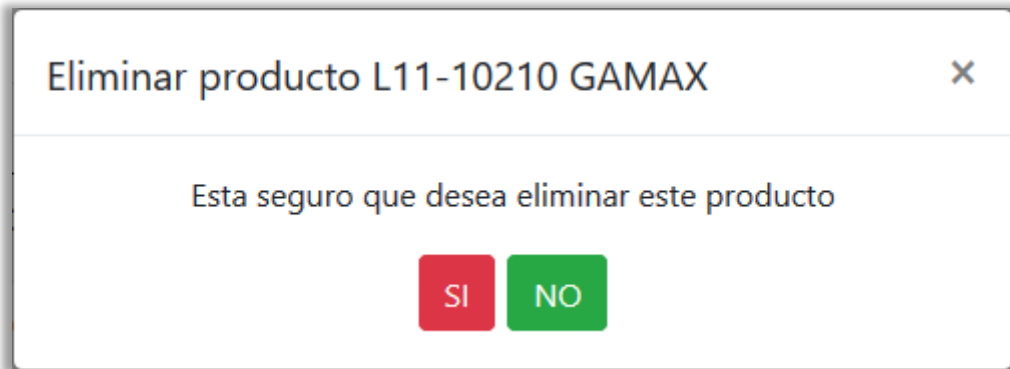 Eliminar producto L11-10210 GAMAX ×
Esta seguro que desea eliminar este producto
SI NO